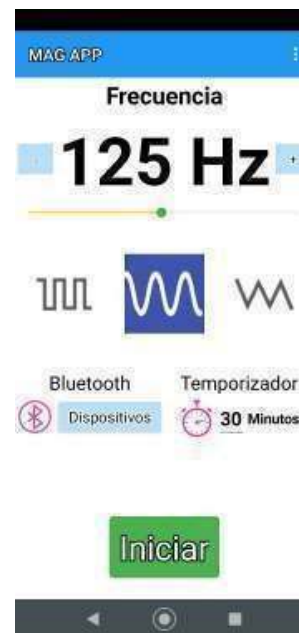 MAG APP
Frecuencia
- 125 Hz +
Bluetooth Temporizador
Dispositivos 30 Minutos
Iniciar